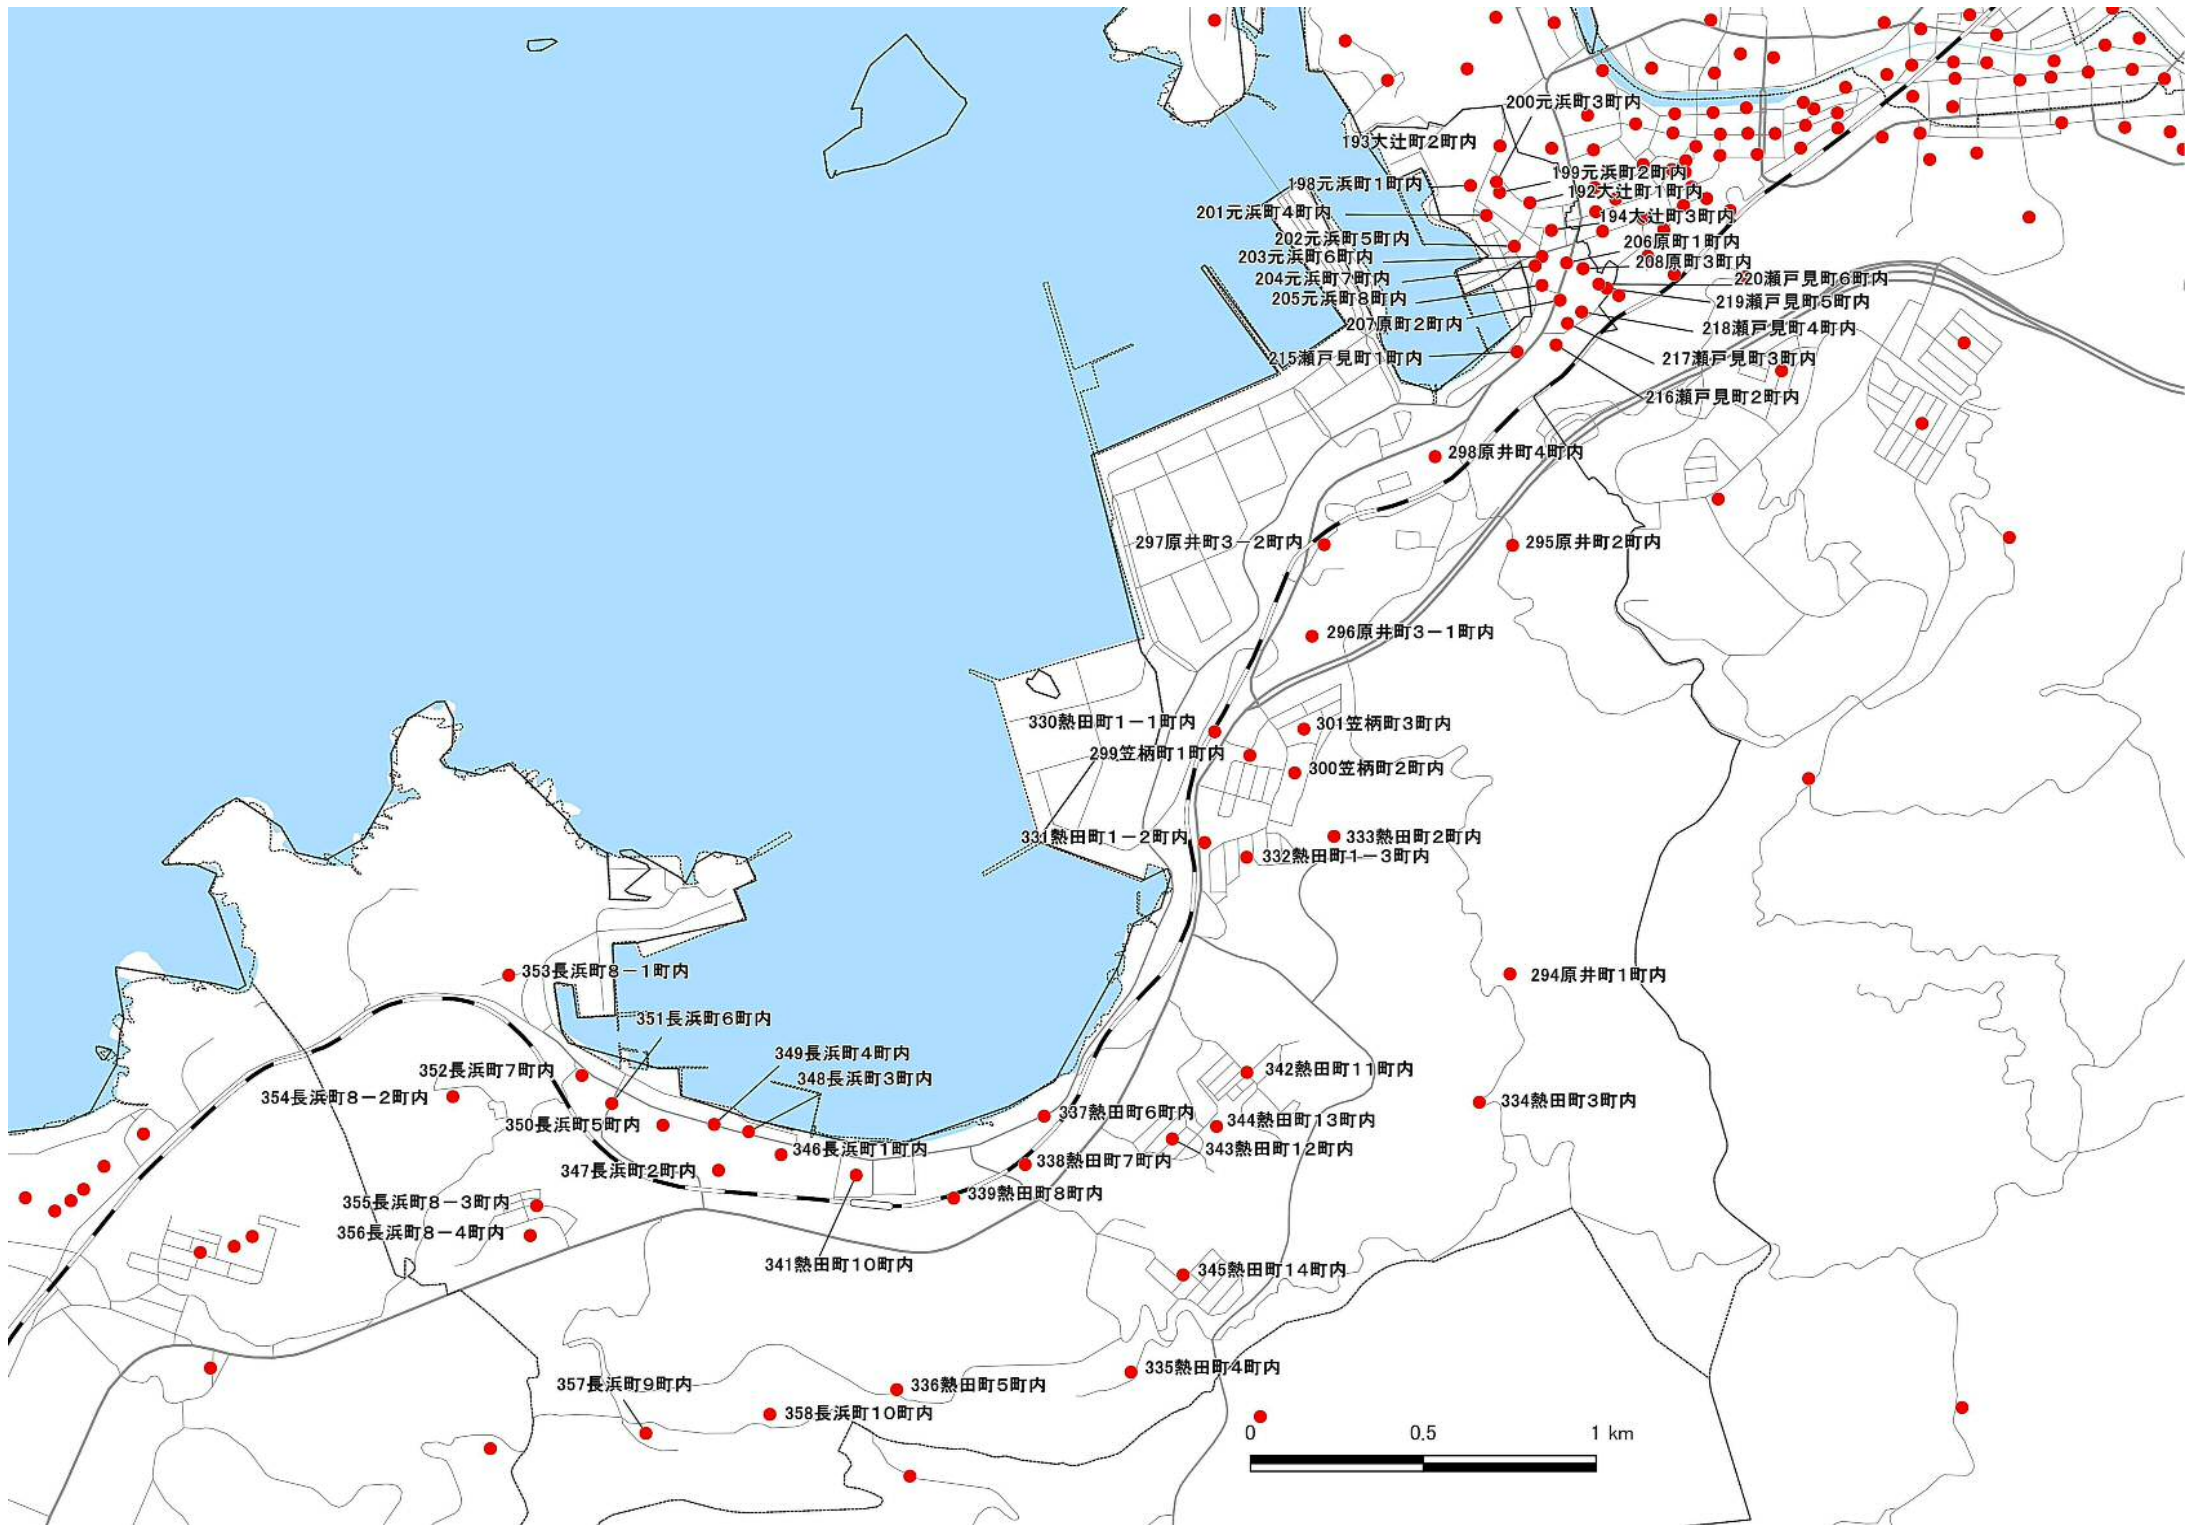 200元浜町3町内
193大辻町2町内
199元浜町2町内
198元浜町1町内
192大辻町1町内
201元浜町4町内
194大辻町3町内
202元浜町5町内
206原町1町内
203元浜町6町内
208原町3町内
204元浜町7町内
220瀬戸見町6町内
205元浜町8町内
219瀬戸見町5町内
207原町2町内
218瀬戸見町4町内
215瀬戸見町1町内
217瀬戸見町3町内
216瀬戸見町2町内
298原井町4町内
297原井町3−2町内
295原井町2町内
296原井町3−1町内
330熱田町1−1町内
301笠柄町3町内
299笠柄町1町内
300笠柄町2町内
331熱田町1−2町内
333熱田町2町内
332熱田町1−3町内
353長浜町8−1町内
294原井町1町内
351長浜町6町内
349長浜町4町内
352長浜町7町内
342熱田町11町内
348長浜町3町内
354長浜町8−2町内
334熱田町3町内
337熱田町6町内
350長浜町5町内
344熱田町13町内
346長浜町1町内
343熱田町12町内
338熱田町7町内
347長浜町2町内
339熱田町8町内
355長浜町8−3町内
356長浜町8−4町内
341熱田町10町内
345熱田町14町内
335熱田町4町内
357長浜町9町内
336熱田町5町内
358長浜町10町内
0 0.5 1 km